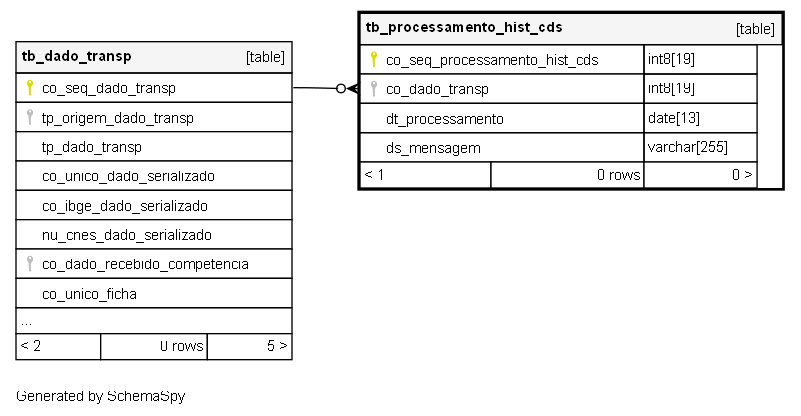 tb_dado_transp [table]
co_seq_dado_transp
tp_origem_dado_transp
tp_dado_transp
co_unico_dado_serializado
co_ibge_dado_serializado
nu_cnes_dado_serializado
co_dado_recebido_competencia
co_unico_ficha
...
< 2 0 rows 5 >
tb_processamento_hist_cds [table]
co_seq_processamento_hist_cds int8[19]
co_dado_transp int8[19]
dt_processamento date[13]
ds_mensagem varchar[255]
< 1 0 rows 0 >
Generated by SchemaSpy